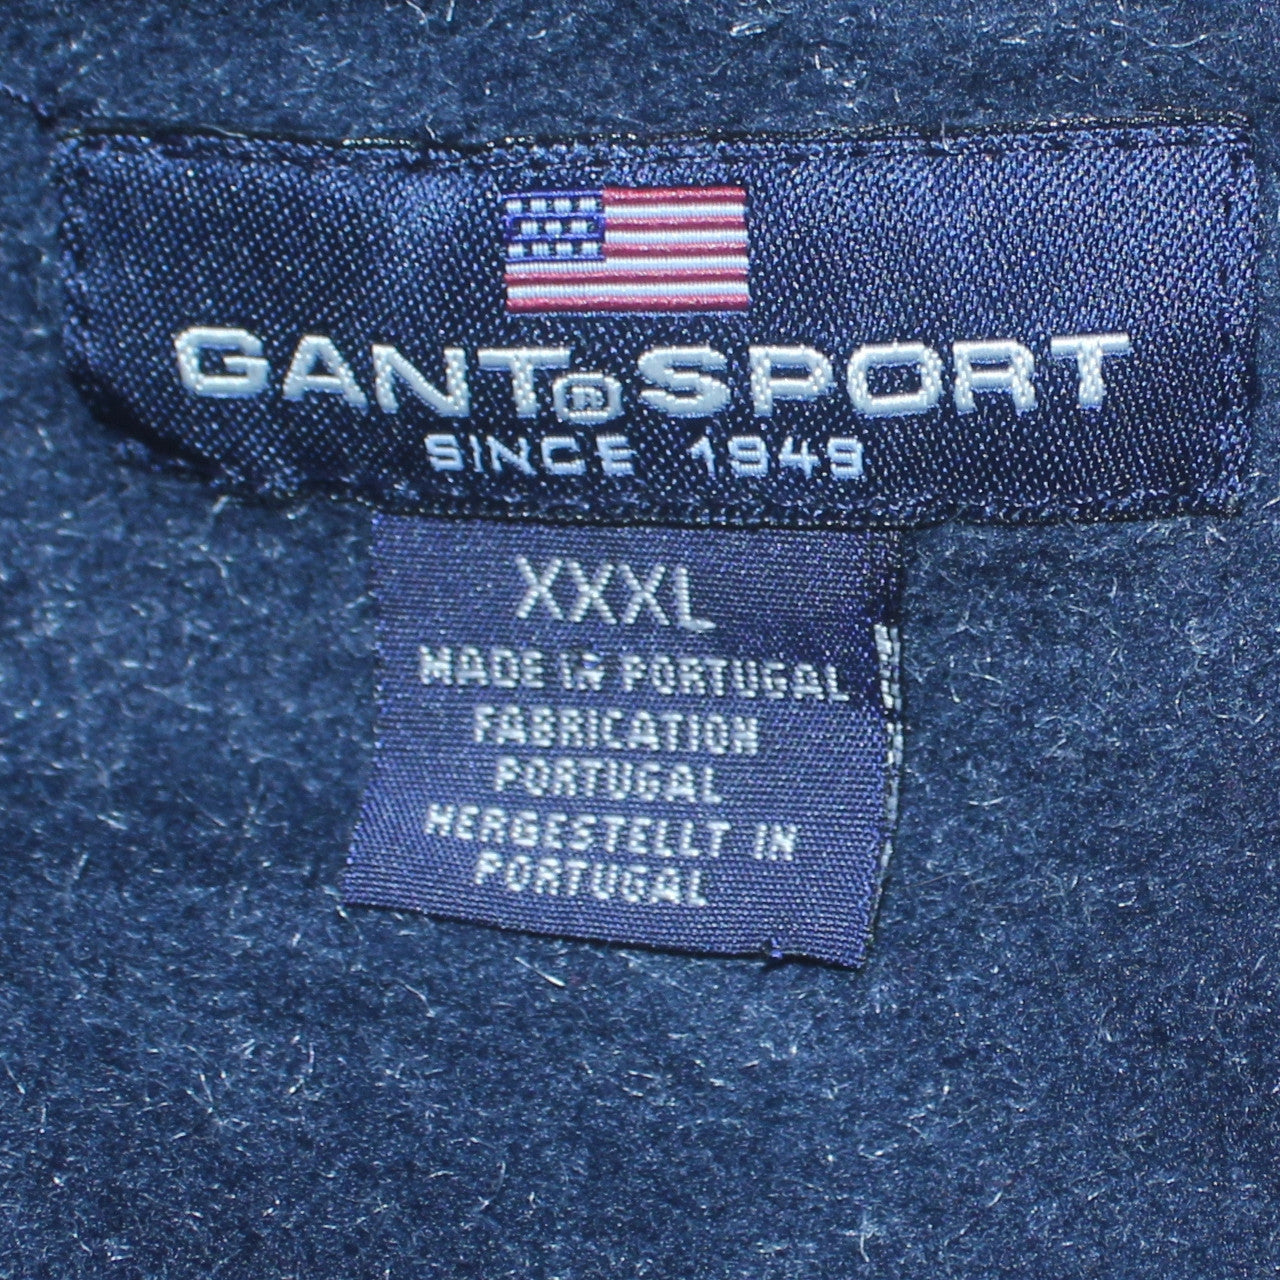 GANT® SPORT
SINCE 1949
XXXL
MADE IN PORTUGAL
FABRICATION
PORTUGAL
HERGESTELLT IN
PORTUGAL